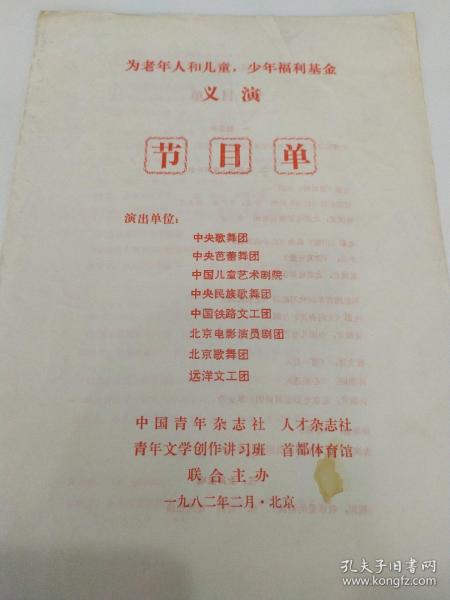 为老年人和儿童，少年福利基金
义演
节目单
演出单位：
中央歌舞团
中央芭蕾舞团
中国儿童艺术剧院
中央民族歌舞团
中国铁路文工团
北京电影演员剧团
北京歌舞团
远洋文工团
中国青年杂志社 人才杂志社
青年文学创作讲习班 首都体育馆
联合主办
一九八二年二月·北京
孔夫子旧书网
www.kongfz.com